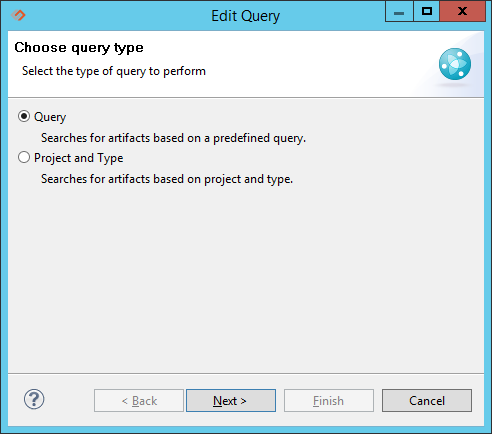 Edit Query
Choose query type
Select the type of query to perform
Query
Searches for artifacts based on a predefined query.
Project and Type
Searches for artifacts based on project and type.
? < Back Next > Finish Cancel